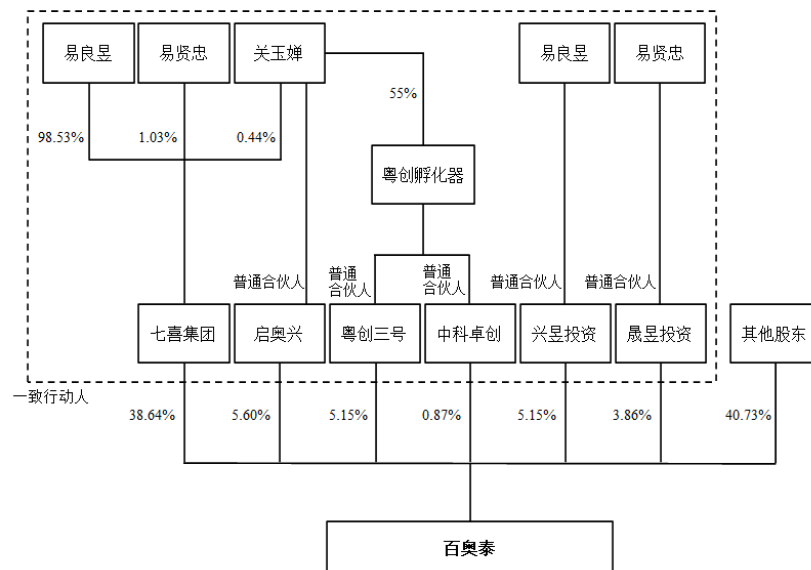 易良昱
易贤忠
关玉婵
易良昱
易贤忠
55%
98.53%
1.03%
0.44%
粤创孵化器
普通合伙人
普通
合伙人
普通
合伙人
普通合伙人
普通合伙人
七喜集团
启奥兴
粤创三号
中科卓创
兴昱投资
晟昱投资
其他股东
一致行动人
38.64%
5.60%
5.15%
0.87%
5.15%
3.86%
40.73%
百奥泰